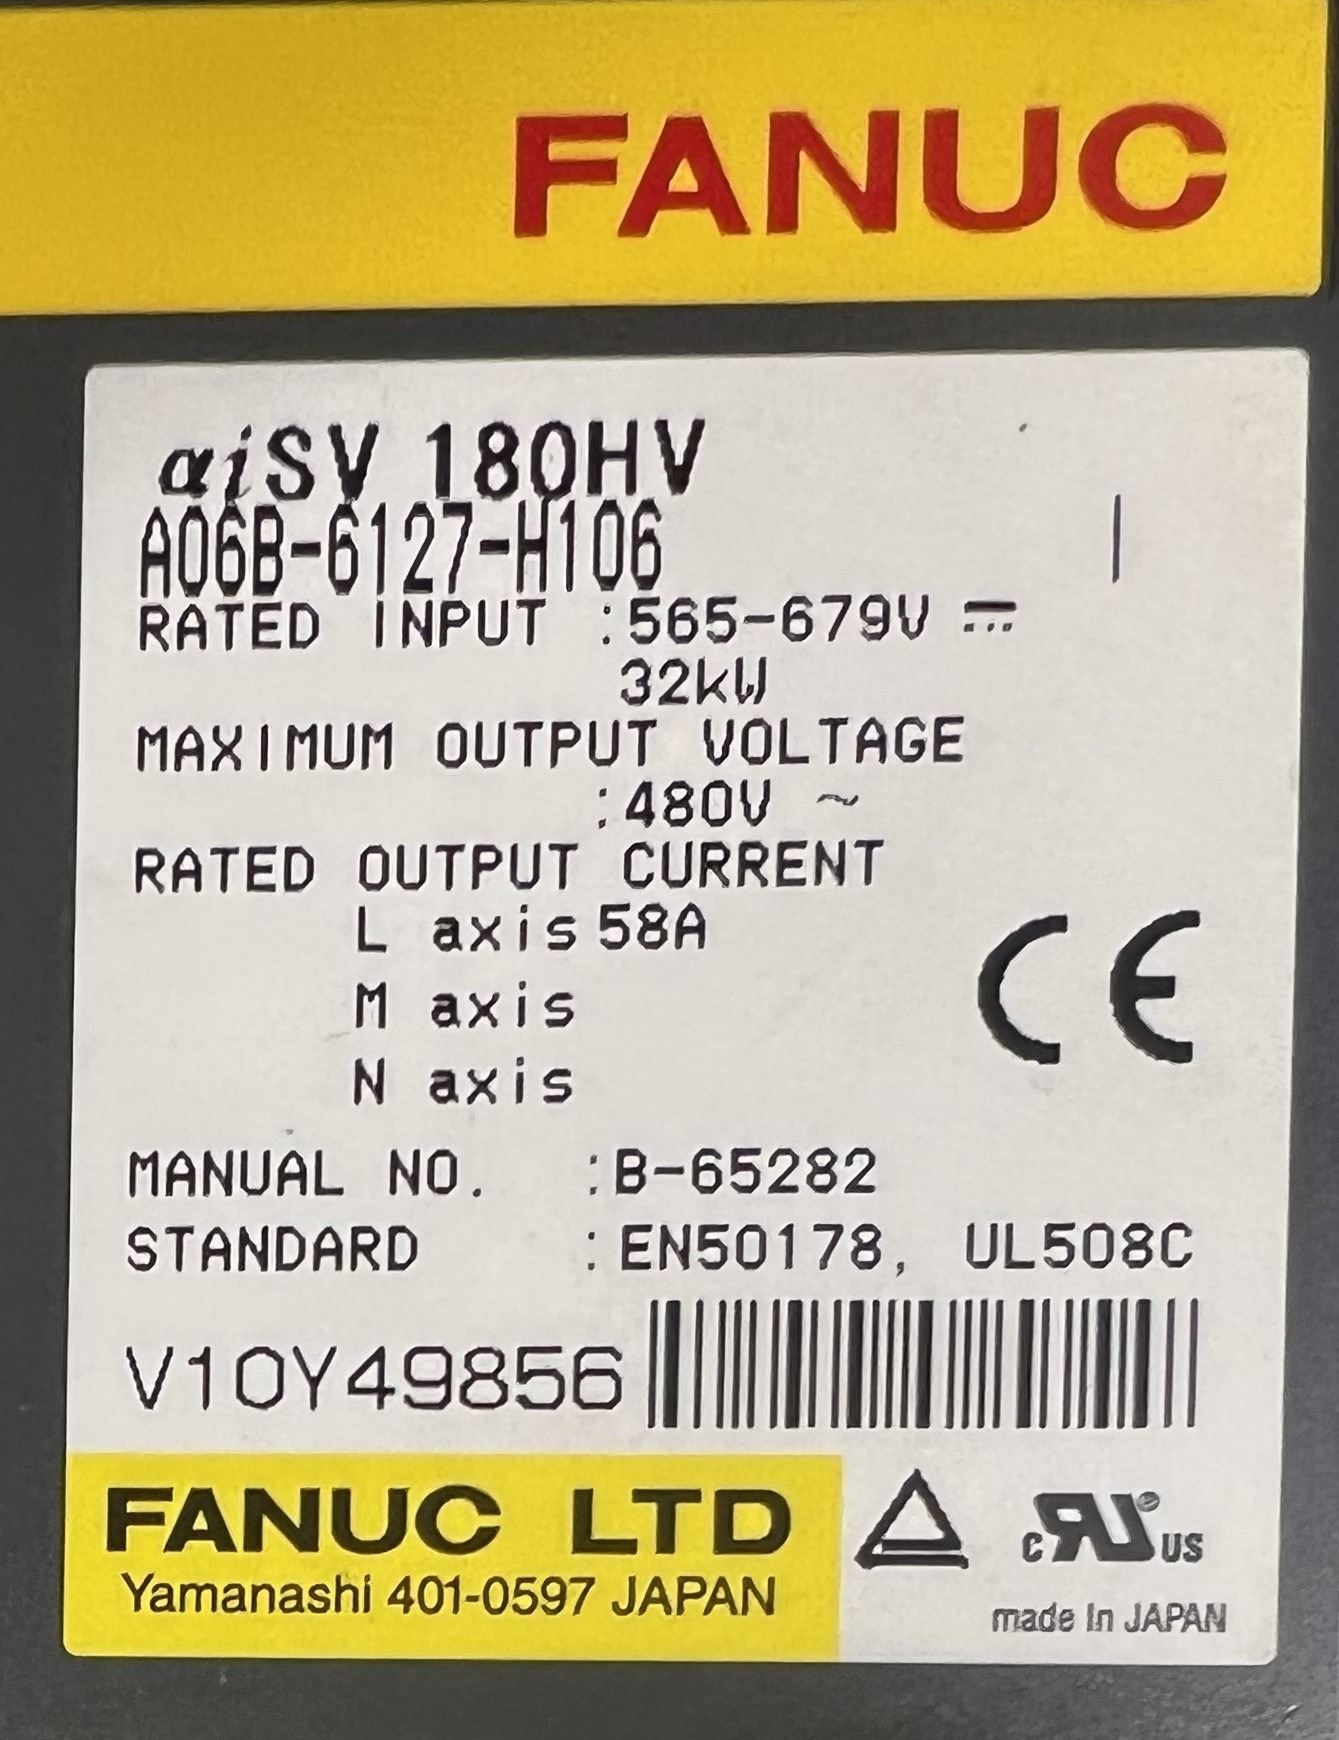 FANUC
αiSV 180HV
A06B-6127-H106
RATED INPUT :565-679V ⎓
32kW
MAXIMUM OUTPUT VOLTAGE
:480V ~
RATED OUTPUT CURRENT
L axis 58A
M axis
N axis
CE
MANUAL NO. :B-65282
STANDARD :EN50178, UL508C
V10Y49856
FANUC LTD
Yamanashi 401-0597 JAPAN
c RU US
made in JAPAN